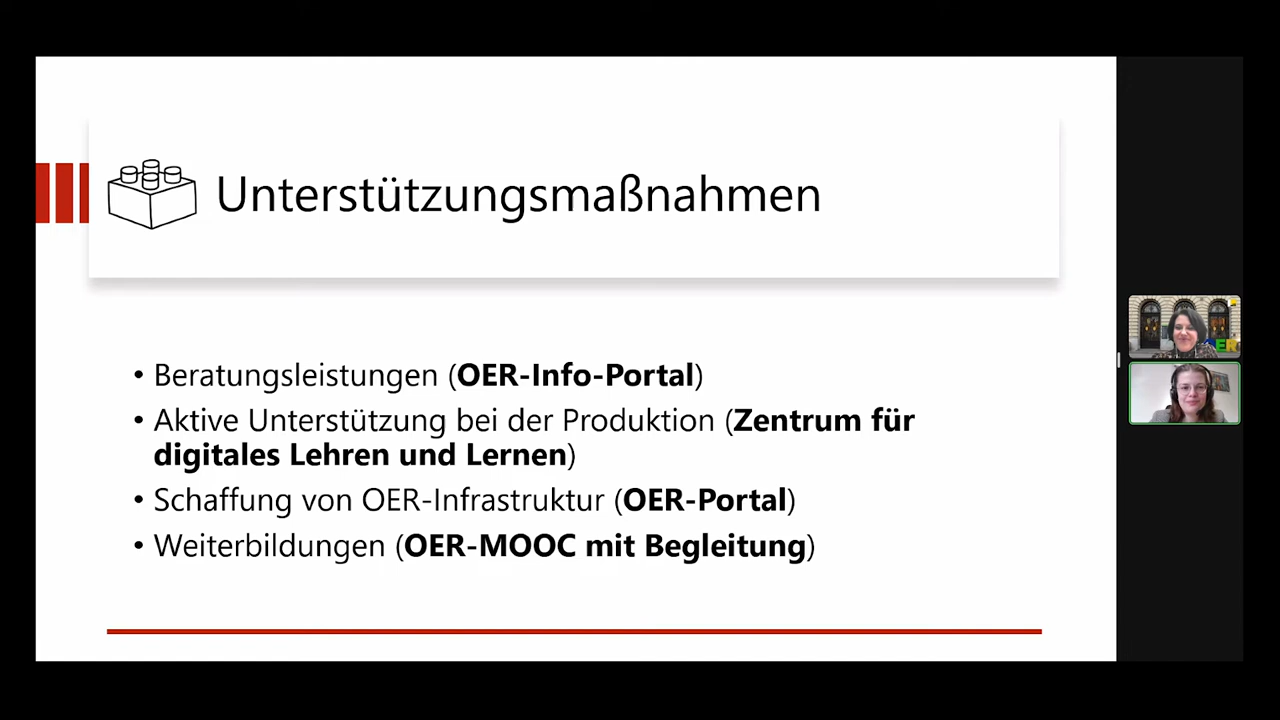 Unterstützungsmaßnahmen
• Beratungsleistungen (OER-Info-Portal)
• Aktive Unterstützung bei der Produktion (Zentrum für
digitales Lehren und Lernen)
• Schaffung von OER-Infrastruktur (OER-Portal)
• Weiterbildungen (OER-MOOC mit Begleitung)